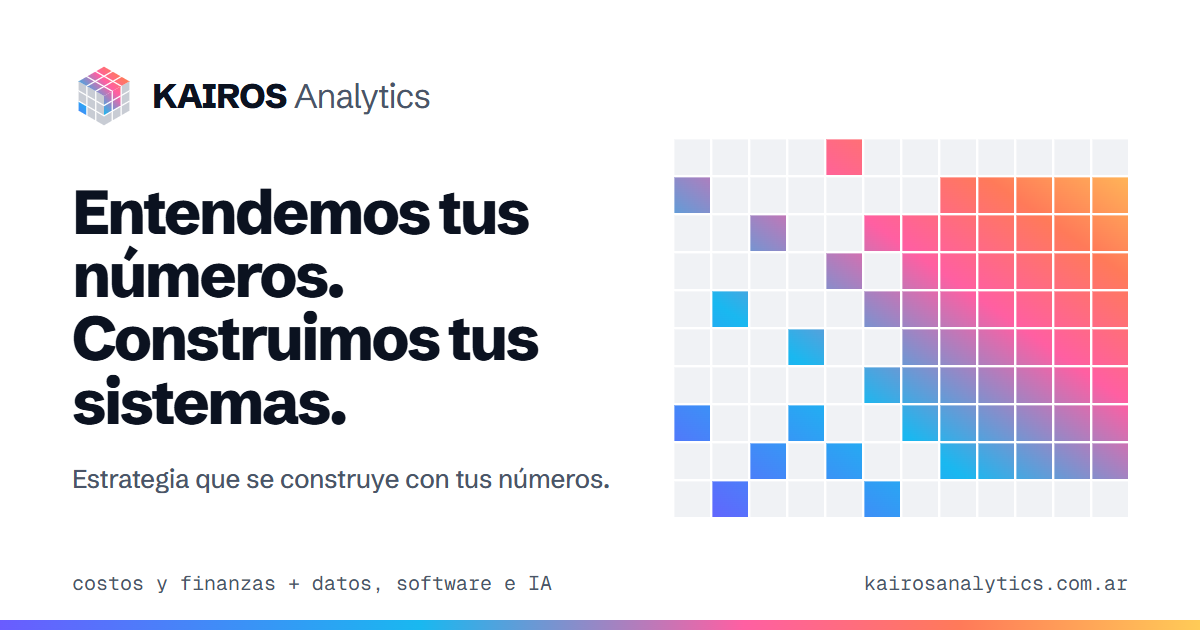 KAIROS Analytics
Entendemos tus
números.
Construimos tus
sistemas.
Estrategia que se construye con tus números.
costos y finanzas + datos, software e IA
kairosanalytics.com.ar